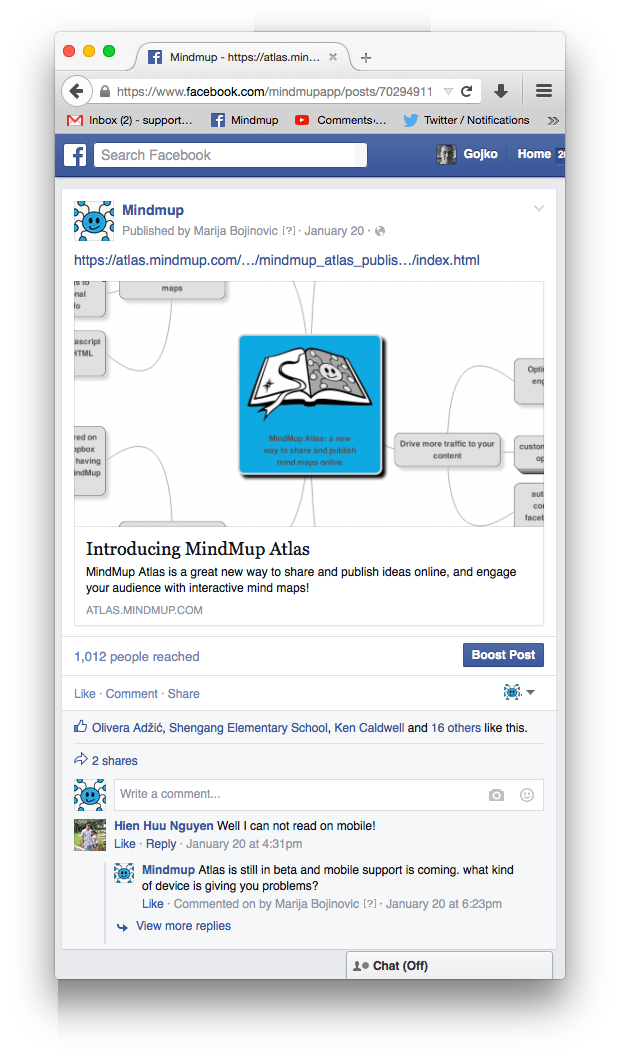 Mindmup - https://atlas.min...
https://www.facebook.com/mindmupapp/posts/70294911
Inbox (2) - support... Mindmup Comments‹... Twitter / Notifications »
Search Facebook Gojko Home 20
Mindmup
Published by Marija Bojinovic [?] · January 20 ·
https://atlas.mindmup.com/…/mindmup_atlas_publis…/index.html
maps
MindMup Atlas: a new
way to share and publish
mind maps online
Drive more traffic to your
content
Introducing MindMup Atlas
MindMup Atlas is a great new way to share and publish ideas online, and engage
your audience with interactive mind maps!
ATLAS.MINDMUP.COM
1,012 people reached Boost Post
Like · Comment · Share
Olivera Adžić, Shengang Elementary School, Ken Caldwell and 16 others like this.
2 shares
Write a comment...
Hien Huu Nguyen Well I can not read on mobile!
Like · Reply · January 20 at 4:31pm
Mindmup Atlas is still in beta and mobile support is coming. what kind
of device is giving you problems?
Like · Commented on by Marija Bojinovic [?] · January 20 at 6:23pm
View more replies
Chat (Off)